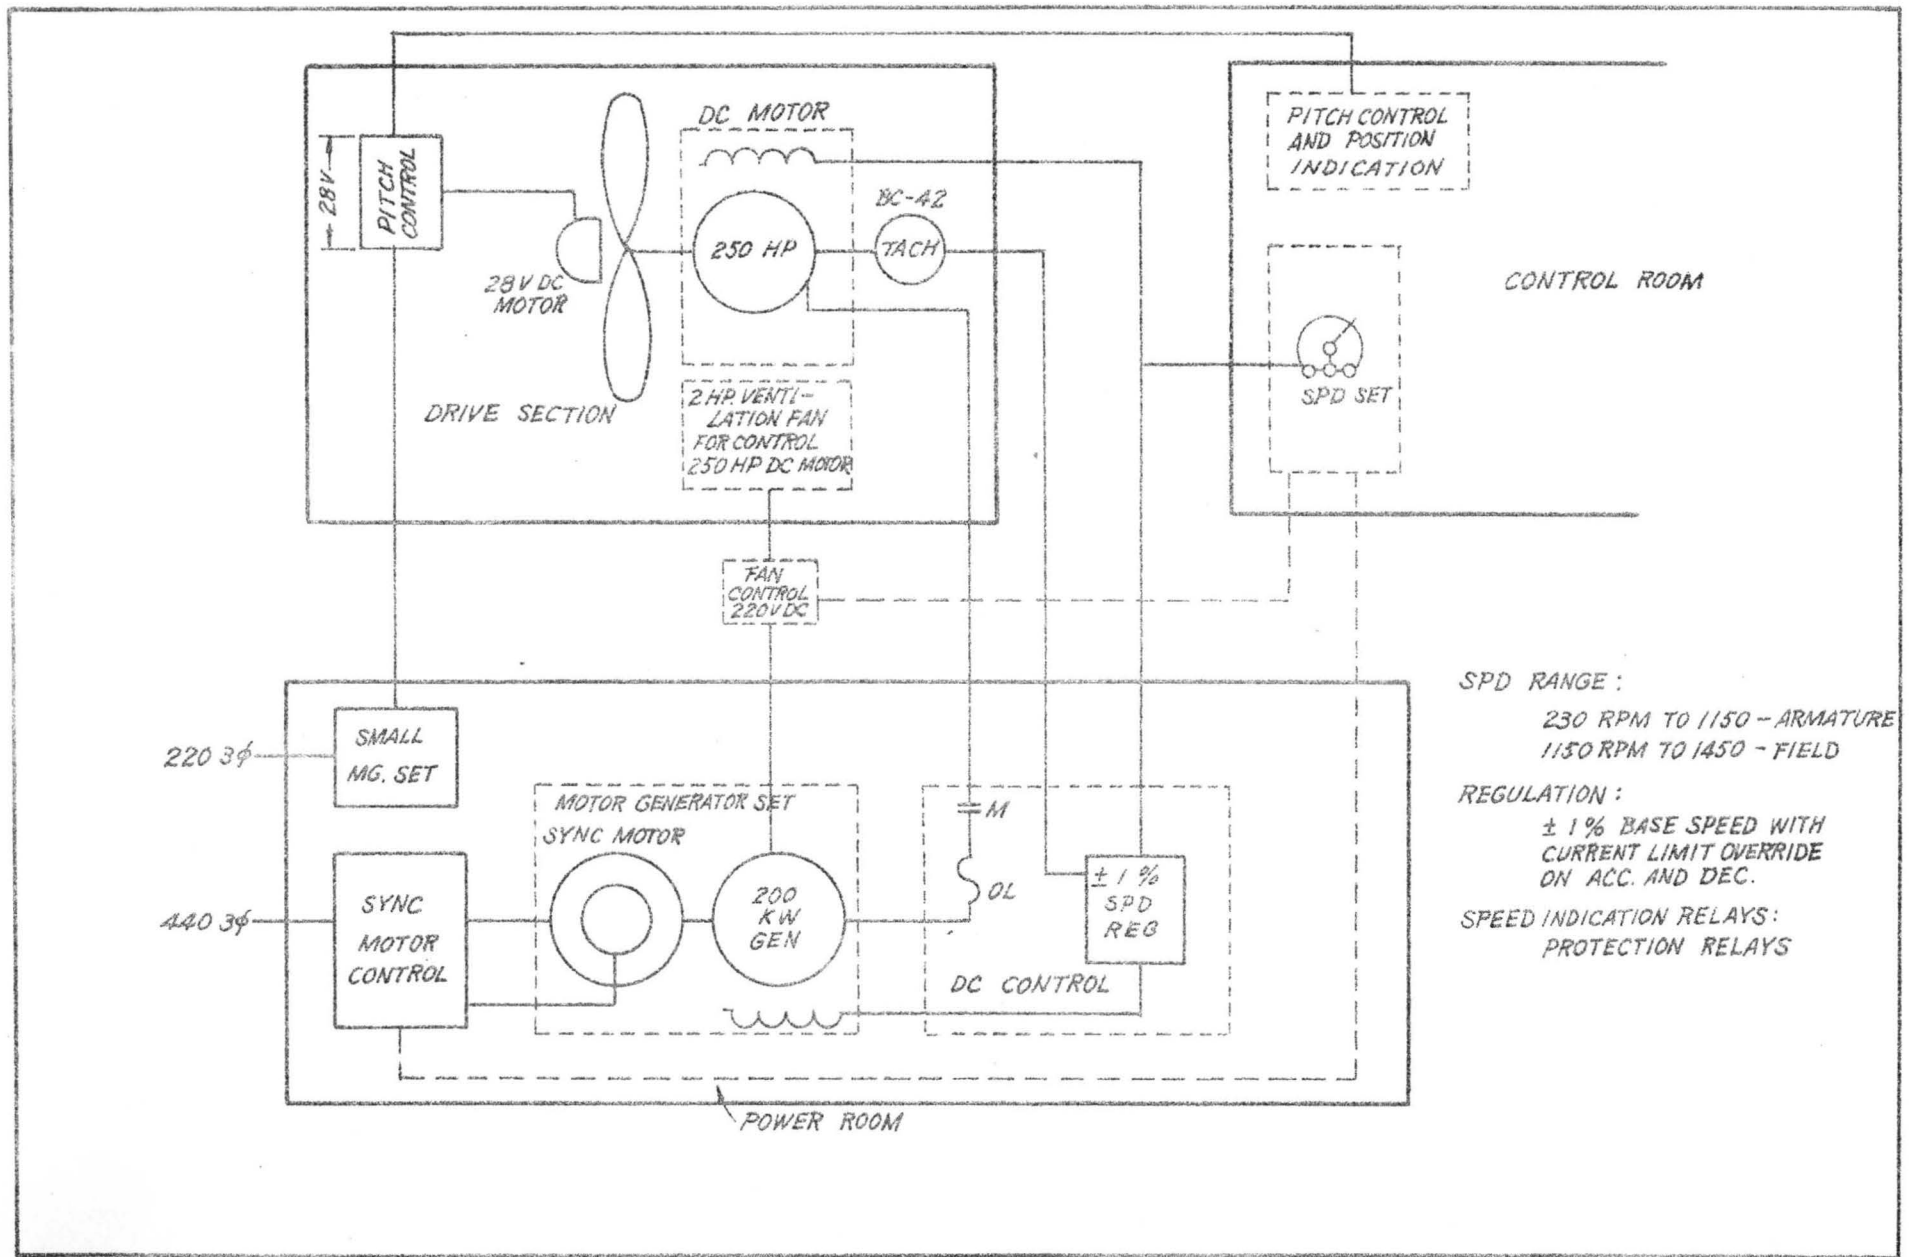 DC MOTOR
28V
PITCH
CONTROL
28V DC
MOTOR
250 HP
BC-42
TACH
2 HP. VENTI-
LATION FAN
FOR CONTROL
250 HP DC MOTOR
DRIVE SECTION
PITCH CONTROL
AND POSITION
INDICATION
CONTROL ROOM
SPD SET
FAN
CONTROL
220V DC
220 3φ
SMALL
MG. SET
440 3φ
SYNC
MOTOR
CONTROL
MOTOR GENERATOR SET
SYNC MOTOR
200
KW
GEN
M
OL
± 1 %
SPD
REG
DC CONTROL
POWER ROOM
SPD RANGE:
230 RPM TO 1150 - ARMATURE
1150 RPM TO 1450 - FIELD
REGULATION:
± 1 % BASE SPEED WITH
CURRENT LIMIT OVERRIDE
ON ACC. AND DEC.
SPEED INDICATION RELAYS:
PROTECTION RELAYS